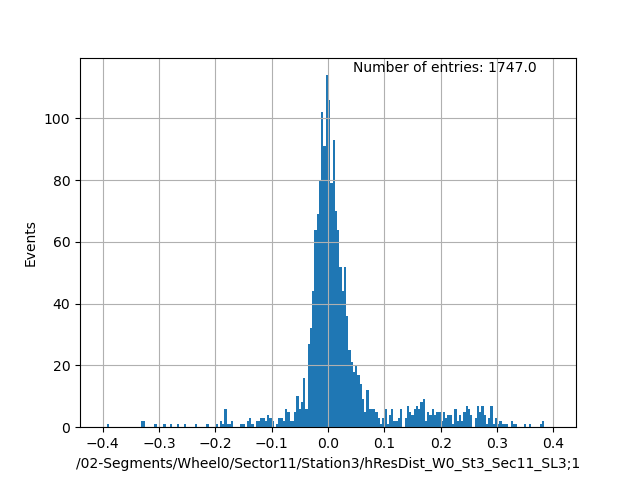 Number of entries: 1747.0
Events
100
80
60
40
20
0
−0.4 −0.3 −0.2 −0.1 0.0 0.1 0.2 0.3 0.4
/02-Segments/Wheel0/Sector11/Station3/hResDist_W0_St3_Sec11_SL3;1